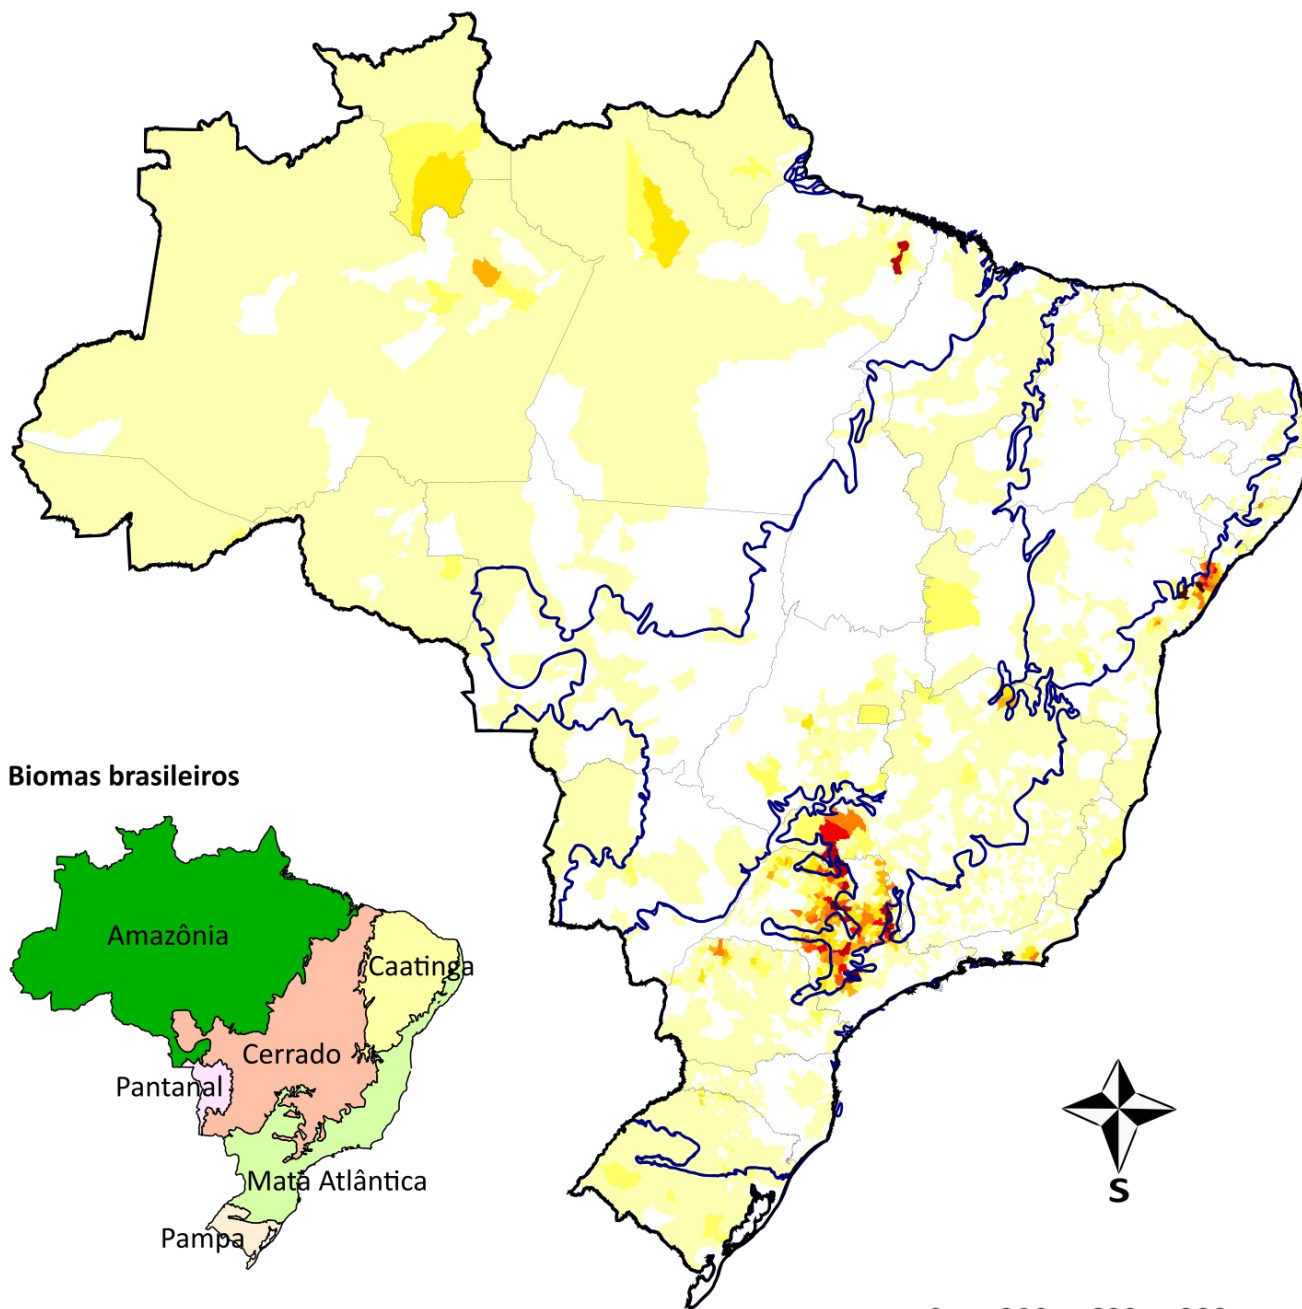 Biomas brasileiros
Amazônia
Caatinga
Cerrado
Pantanal
Mata Atlântica
Pampa
S